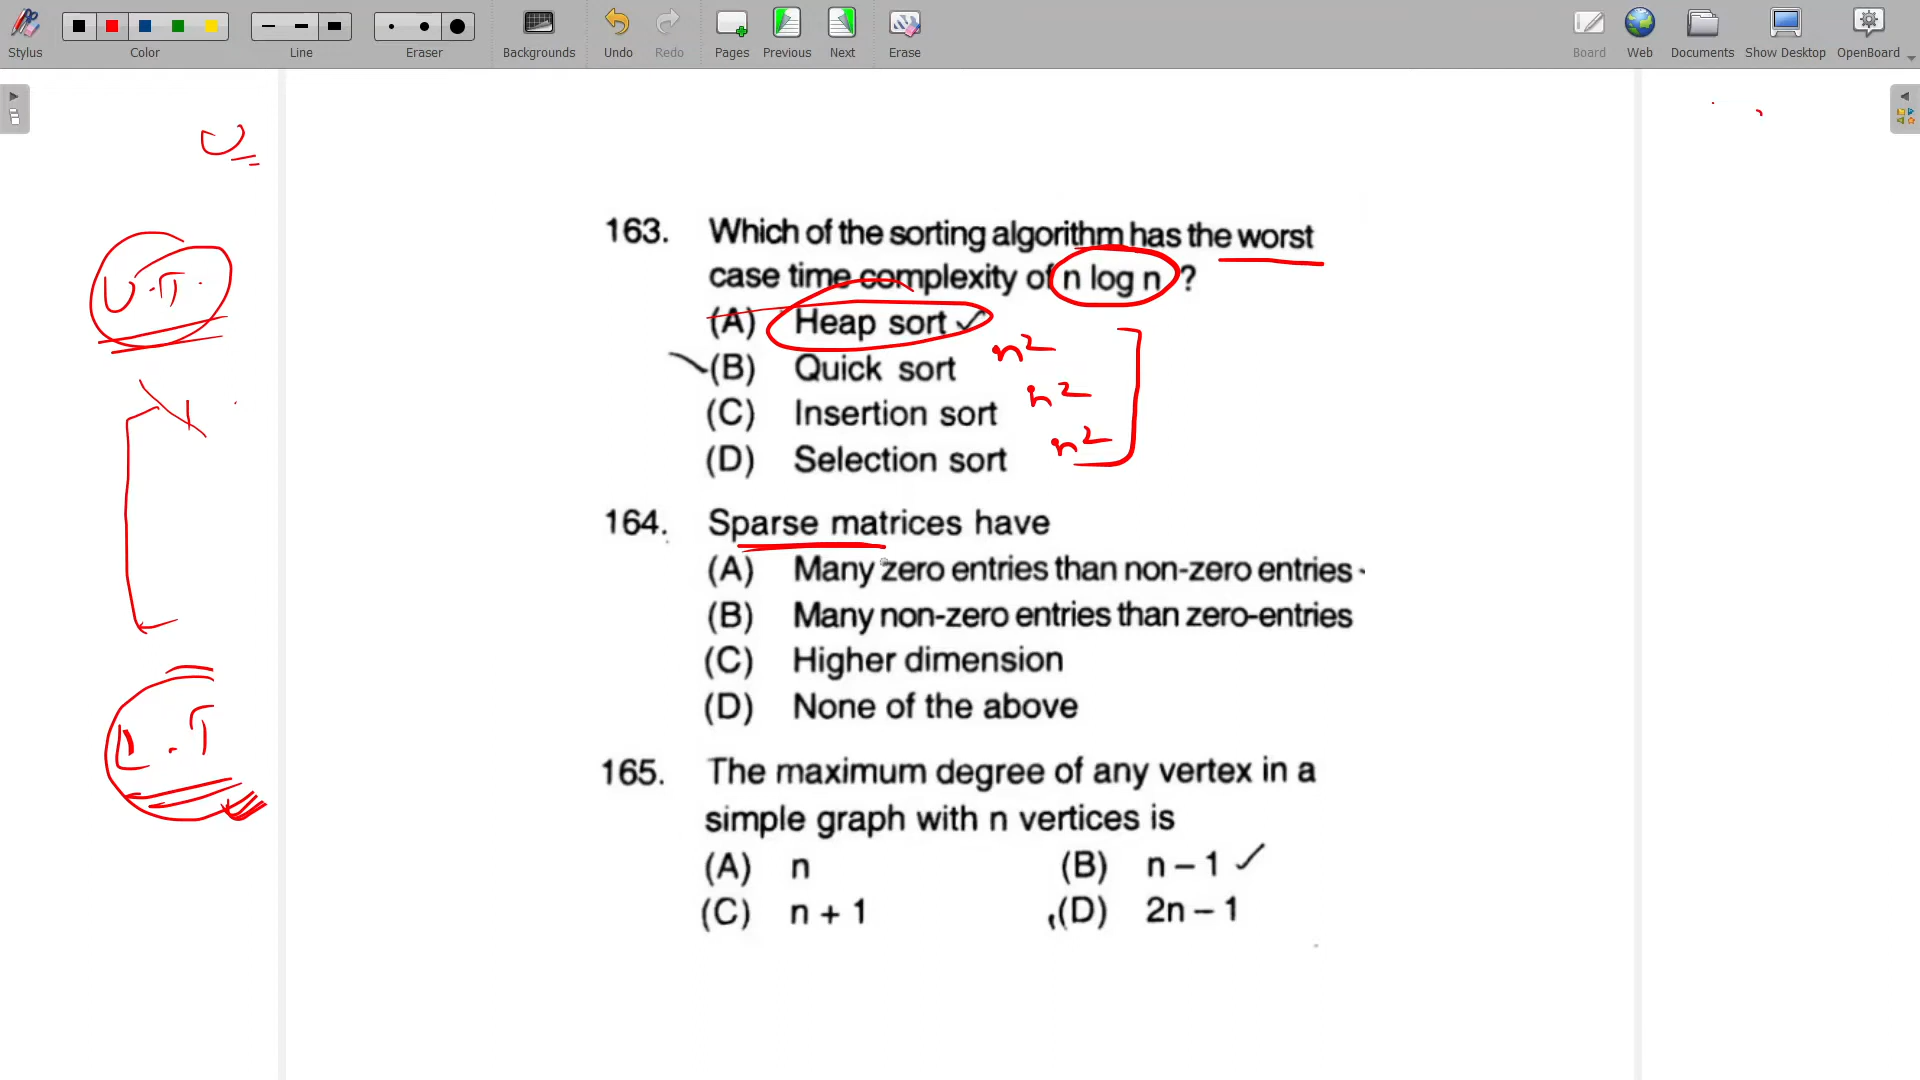 Stylus Color Line Eraser Backgrounds Undo Redo Pages Previous Next Erase Board Web Documents Show Desktop OpenBoard
U
U.T.
L.T
163. Which of the sorting algorithm has the worst
case time complexity of n log n ?
(A) Heap sort ✓
(B) Quick sort n²
(C) Insertion sort n²
(D) Selection sort n²
164. Sparse matrices have
(A) Many zero entries than non-zero entries
(B) Many non-zero entries than zero-entries
(C) Higher dimension
(D) None of the above
165. The maximum degree of any vertex in a
simple graph with n vertices is
(A) n (B) n – 1 ✓
(C) n + 1 (D) 2n – 1